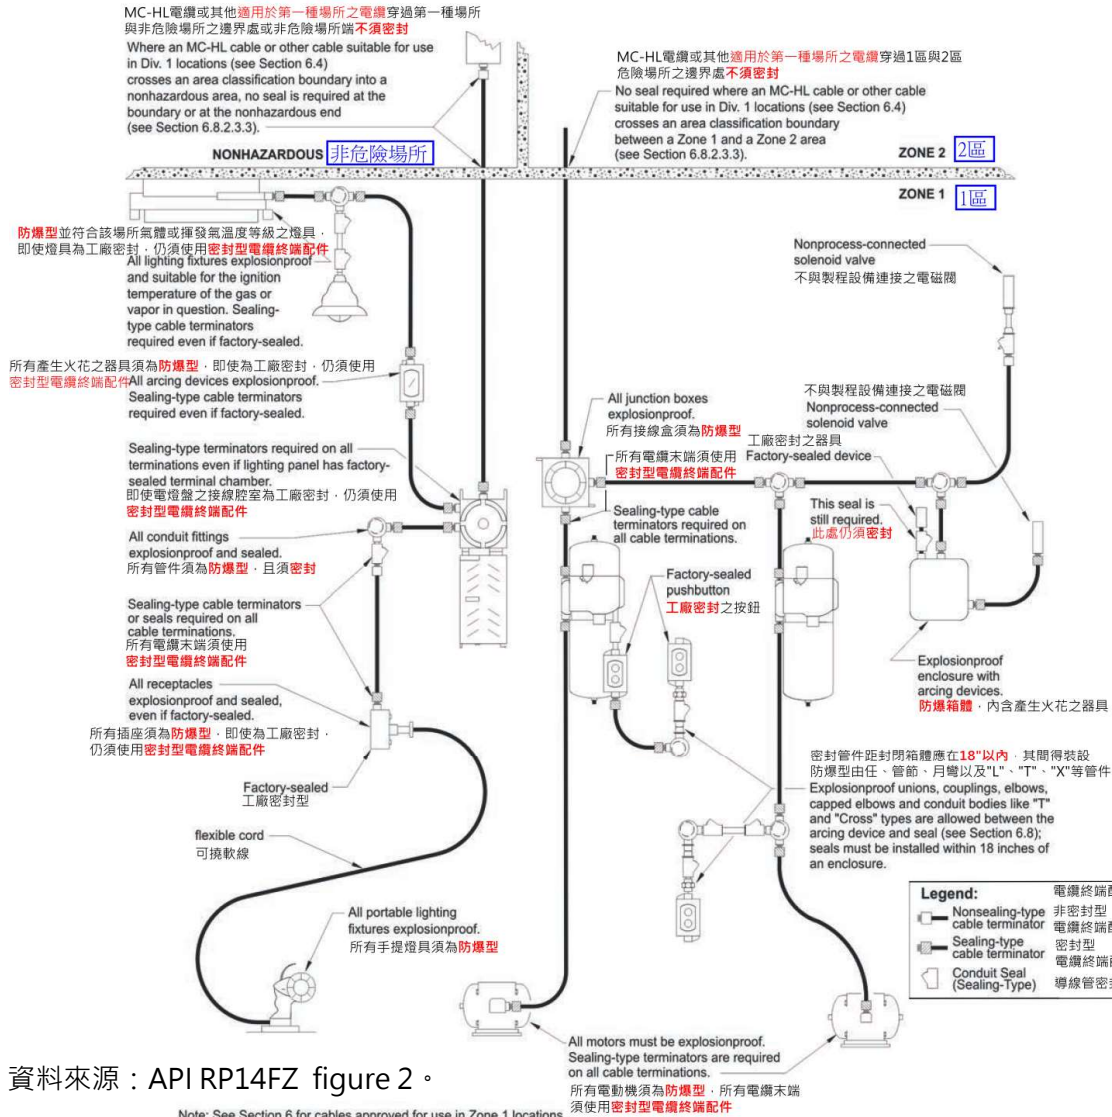 MC-HL電纜或其他適用於第一種場所之電纜穿過第一種場所
與非危險場所之邊界處或非危險場所端不須密封
Where an MC-HL cable or other cable suitable for use
in Div. 1 locations (see Section 6.4)
crosses an area classification boundary into a
nonhazardous area, no seal is required at the
boundary or at the nonhazardous end
(see Section 6.8.2.3.3).
MC-HL電纜或其他適用於第一種場所之電纜穿過1區與2區
危險場所之邊界處不須密封
No seal required where an MC-HL cable or other cable
suitable for use in Div. 1 locations (see Section 6.4)
crosses an area classification boundary
between a Zone 1 and a Zone 2 area
(see Section 6.8.2.3.3).
NONHAZARDOUS 非危險場所
ZONE 2 2區
ZONE 1 1區
防爆型並符合該場所氣體或揮發氣溫度等級之燈具，
即使燈具為工廠密封，仍須使用密封型電纜終端配件
All lighting fixtures explosionproof
and suitable for the ignition
temperature of the gas or
vapor in question. Sealing-
type cable terminators
required even if factory-sealed.
Nonprocess-connected
solenoid valve
不與製程設備連接之電磁閥
所有產生火花之器具須為防爆型，即使為工廠密封，仍須使用
密封型電纜終端配件
All arcing devices explosionproof.
Sealing-type cable terminators
required even if factory-sealed.
All junction boxes
explosionproof.
所有接線盒須為防爆型
不與製程設備連接之電磁閥
Nonprocess-connected
solenoid valve
工廠密封之器具
Factory-sealed device
Sealing-type terminators required on all
terminations even if lighting panel has factory-
sealed terminal chamber.
即使電燈盤之接線腔室為工廠密封，仍須使用
密封型電纜終端配件
所有電纜末端須使用
密封型電纜終端配件
Sealing-type cable
terminators required on
all cable terminations.
This seal is
still required.
此處仍須密封
All conduit fittings
explosionproof and sealed.
所有管件須為防爆型，且須密封
Factory-sealed
pushbutton
工廠密封之按鈕
Sealing-type cable terminators
or seals required on all
cable terminations.
所有電纜末端須使用
密封型電纜終端配件
Explosionproof
enclosure with
arcing devices.
防爆箱體，內含產生火花之器具
All receptacles
explosionproof and sealed,
even if factory-sealed.
所有插座須為防爆型，即使為工廠密封，
仍須使用密封型電纜終端配件
Factory-sealed
工廠密封型
密封管件距封閉箱體應在18"以內，其間得裝設
防爆型由任、管節、月彎以及"L"、"T"、"X"等管件
Explosionproof unions, couplings, elbows,
capped elbows and conduit bodies like "T"
and "Cross" types are allowed between the
arcing device and seal (see Section 6.8);
seals must be installed within 18 inches of
an enclosure.
flexible cord
可撓軟線
All portable lighting
fixtures explosionproof.
所有手提燈具須為防爆型
Legend: 電纜終端
Nonsealing-type 非密封型
cable terminator 電纜終端
Sealing-type 密封型
cable terminator 電纜終端
Conduit Seal
(Sealing-Type) 導線管密
All motors must be explosionproof.
Sealing-type terminators are required
on all cable terminations.
所有電動機須為防爆型，所有電纜末端
須使用密封型電纜終端配件
資料來源：API RP14FZ figure 2。
Note: See Section 6 for cables approved for use in Zone 1 locations